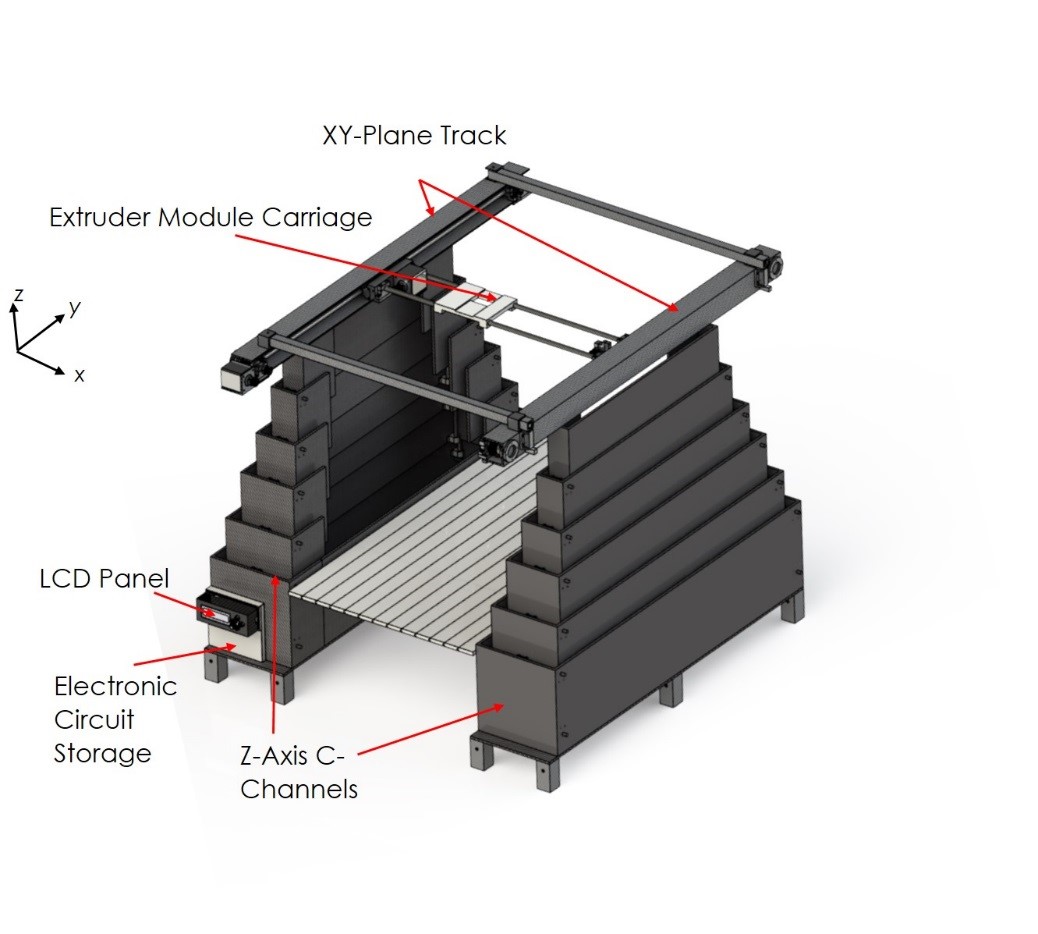 XY-Plane Track
Extruder Module Carriage
z
y
x
LCD Panel
Electronic
Circuit
Storage
Z-Axis C-
Channels